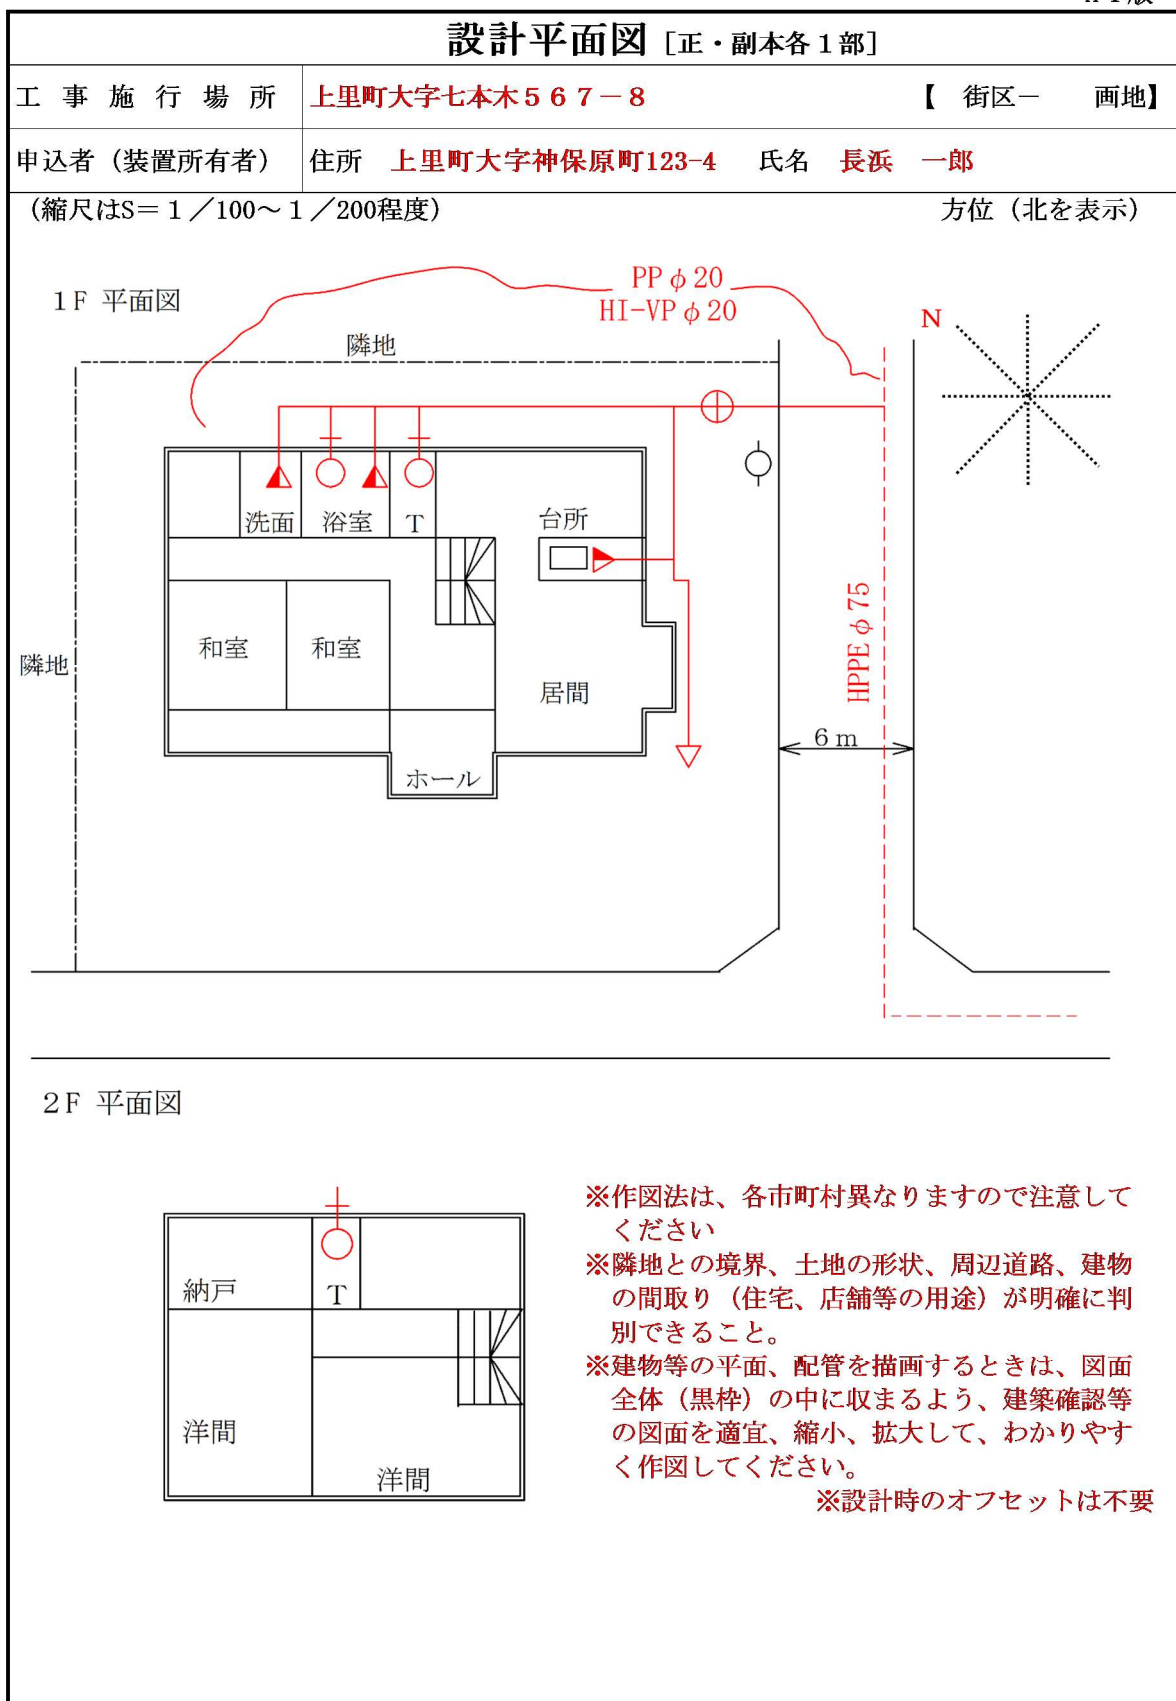 設計平面図 [正・副本各１部]
工事施行場所 上里町大字七本木５６７－８ 【 街区－ 画地】
申込者（装置所有者） 住所 上里町大字神保原町123-4 氏名 長浜 一郎
（縮尺はS＝１／100～１／200程度） 方位（北を表示）
1F 平面図
PPφ20
HI-VPφ20
N
隣地
洗面
浴室
T
台所
和室
和室
隣地
居間
HPPEφ75
6m
ホール
2F 平面図
納戸
T
洋間
洋間
※作図法は、各市町村異なりますので注意して
ください
※隣地との境界、土地の形状、周辺道路、建物
の間取り（住宅、店舗等の用途）が明確に判
別できること。
※建物等の平面、配管を描画するときは、図面
全体（黒枠）の中に収まるよう、建築確認等
の図面を適宜、縮小、拡大して、わかりやす
く作図してください。
※設計時のオフセットは不要